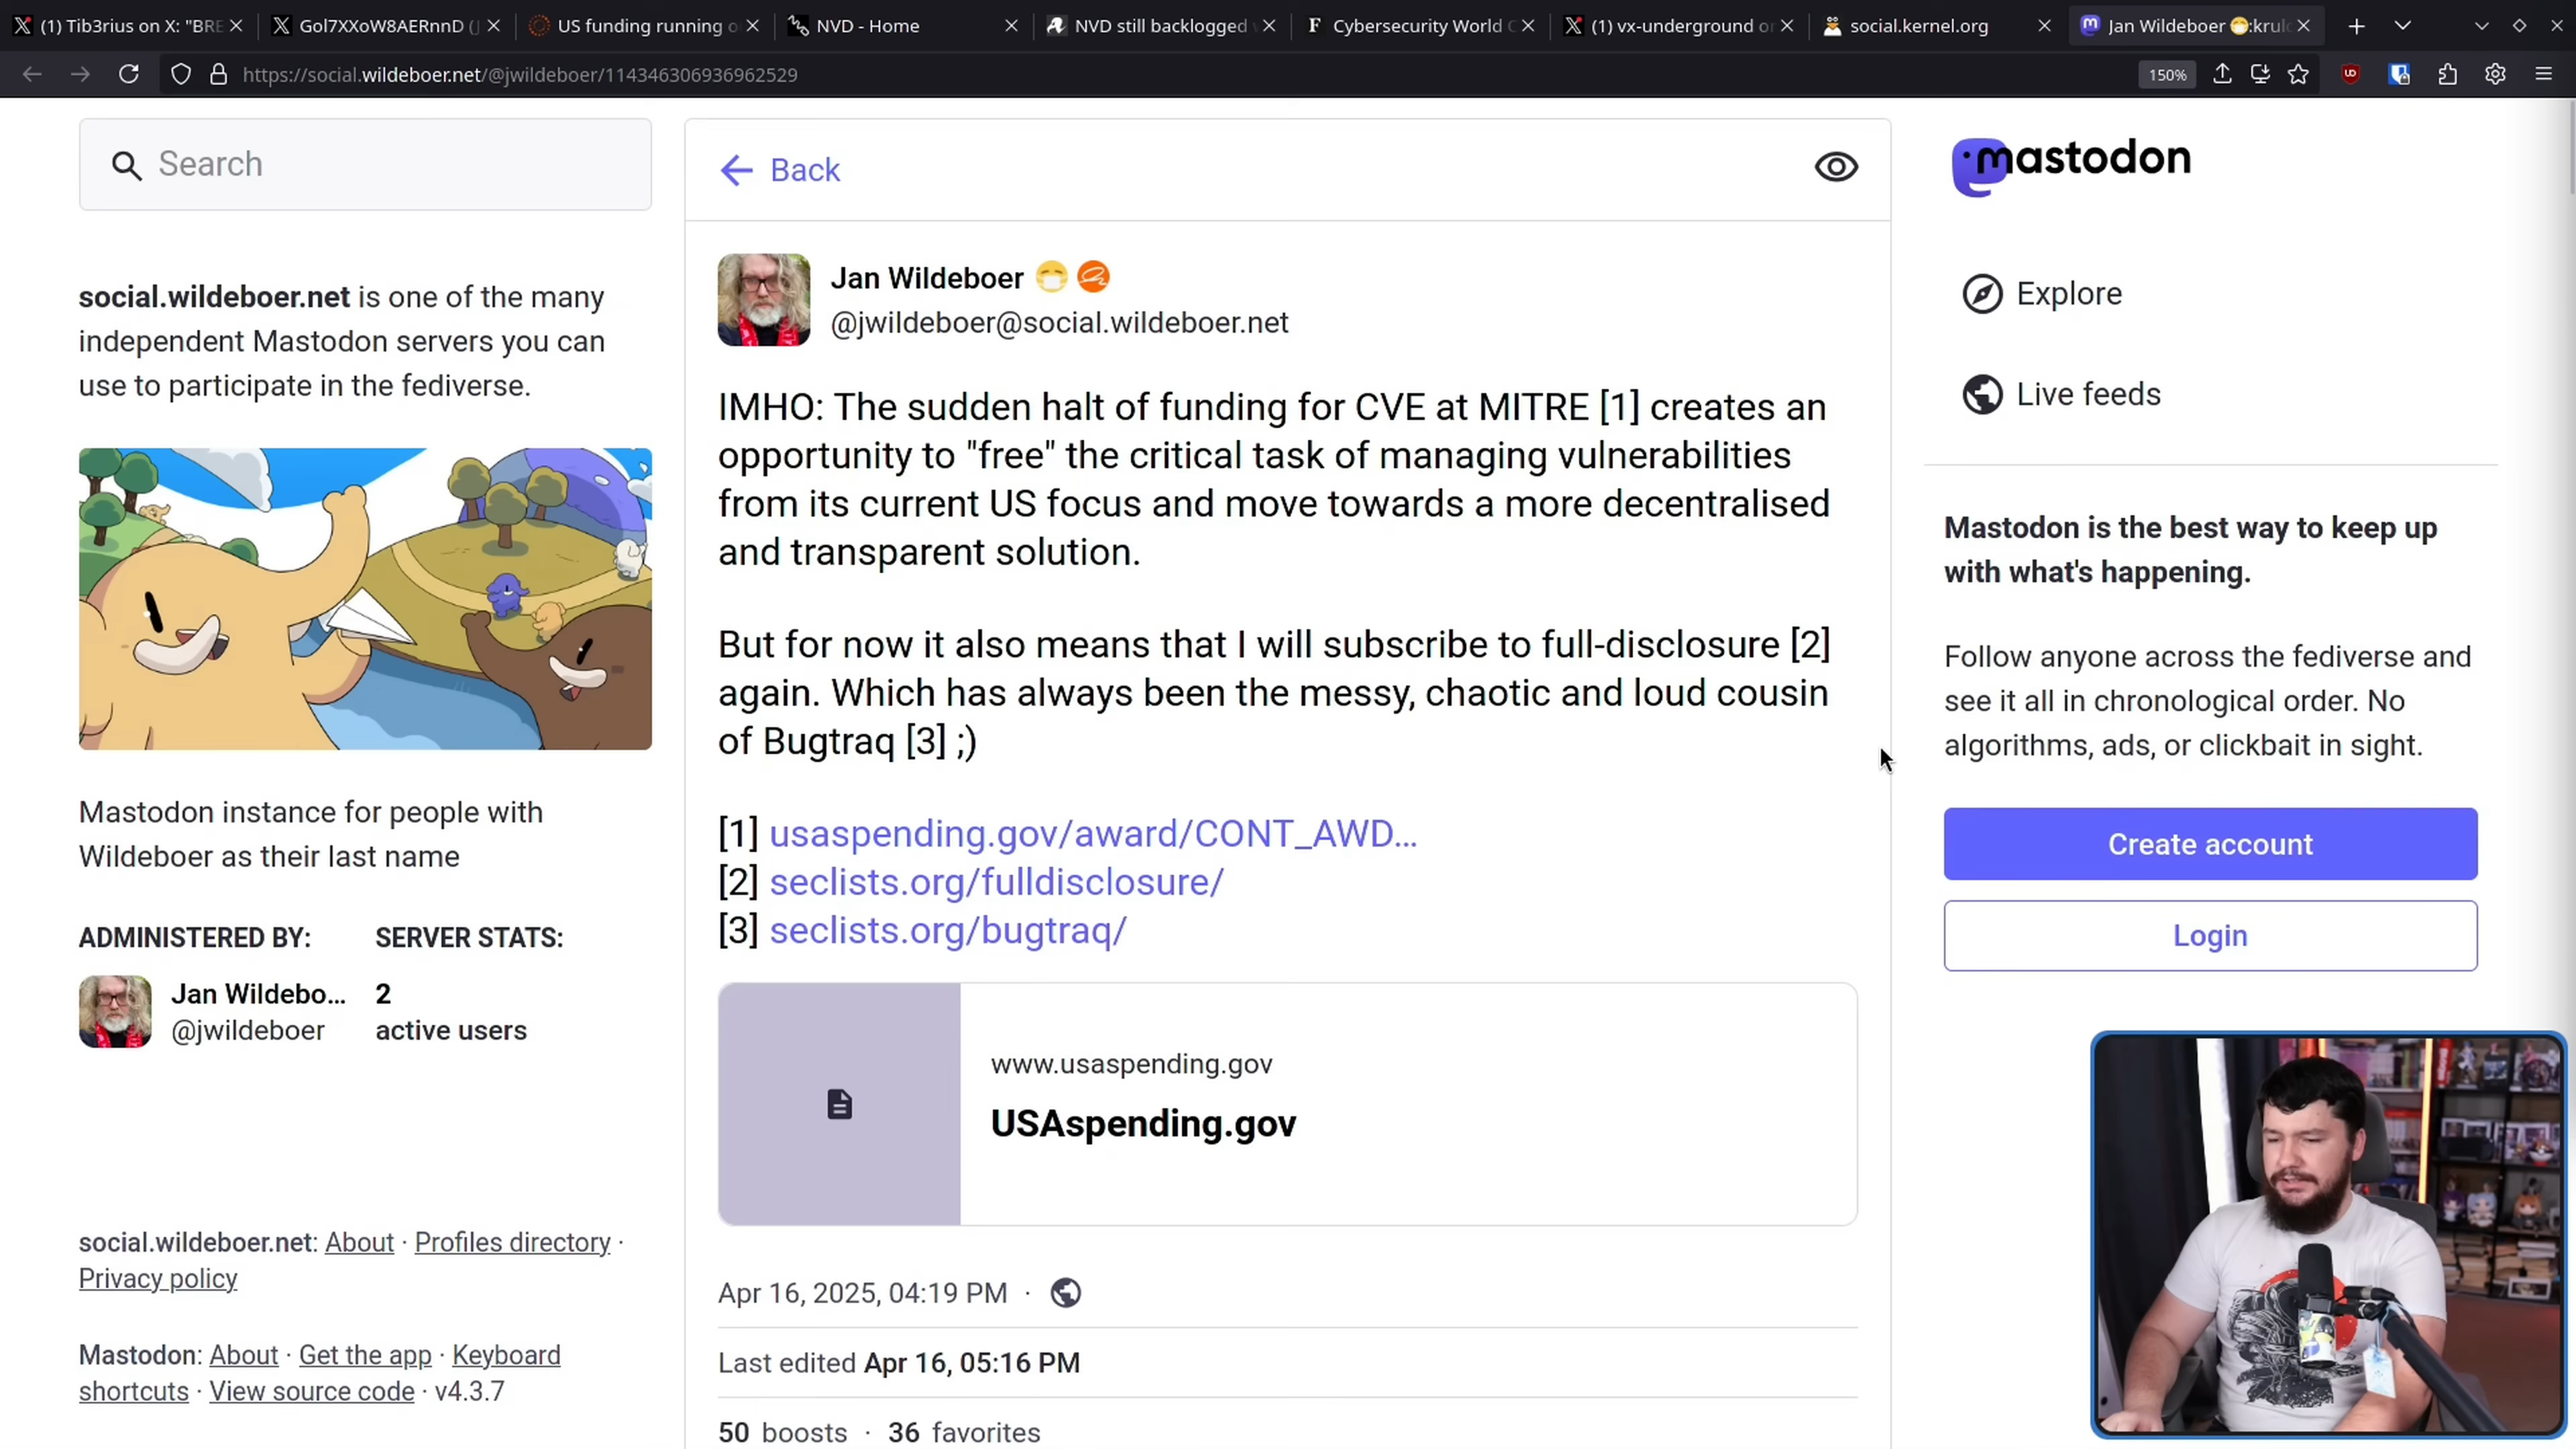 (1) Tib3rius on X: "BRE
Gol7XXoW8AERnnD (
US funding running o
NVD - Home
NVD still backlogged
Cybersecurity World
(1) vx-underground o
social.kernel.org
Jan Wildeboer 😷:krul
https://social.wildeboer.net/@jwildeboer/114346306936962529
150%
Search
social.wildeboer.net is one of the many
independent Mastodon servers you can
use to participate in the fediverse.
Mastodon instance for people with
Wildeboer as their last name
ADMINISTERED BY:
Jan Wildebo...
@jwildeboer
SERVER STATS:
2
active users
social.wildeboer.net: About · Profiles directory ·
Privacy policy
Mastodon: About · Get the app · Keyboard
shortcuts · View source code · v4.3.7
Back
Jan Wildeboer 😷
@jwildeboer@social.wildeboer.net
IMHO: The sudden halt of funding for CVE at MITRE [1] creates an
opportunity to "free" the critical task of managing vulnerabilities
from its current US focus and move towards a more decentralised
and transparent solution.
But for now it also means that I will subscribe to full-disclosure [2]
again. Which has always been the messy, chaotic and loud cousin
of Bugtraq [3] ;)
[1] usaspending.gov/award/CONT_AWD...
[2] seclists.org/fulldisclosure/
[3] seclists.org/bugtraq/
www.usaspending.gov
USAspending.gov
Apr 16, 2025, 04:19 PM ·
Last edited Apr 16, 05:16 PM
50 boosts · 36 favorites
mastodon
Explore
Live feeds
Mastodon is the best way to keep up
with what's happening.
Follow anyone across the fediverse and
see it all in chronological order. No
algorithms, ads, or clickbait in sight.
Create account
Login